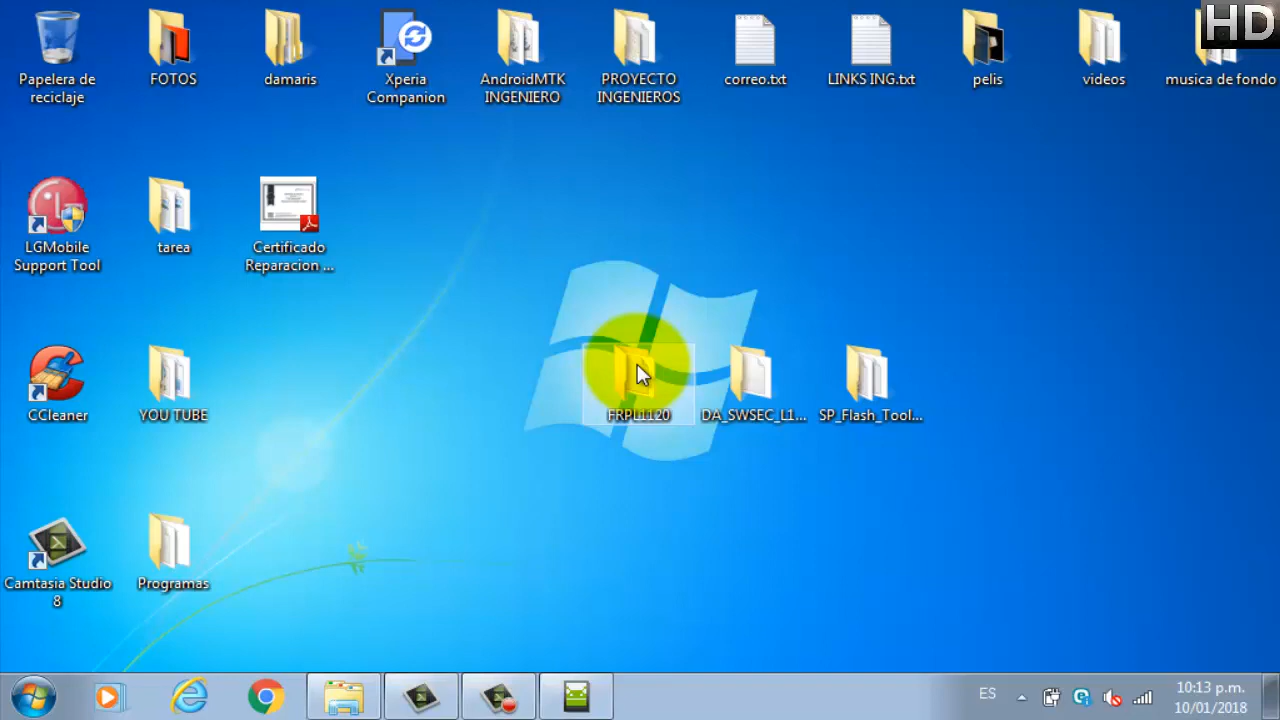 HD
Papelera de
reciclaje
FOTOS
damaris
Xperia
Companion
AndroidMTK
INGENIERO
PROYECTO
INGENIEROS
correo.txt
LINKS ING.txt
pelis
videos
musica de fondo
LGMobile
Support Tool
tarea
Certificado
Reparacion ...
CCleaner
YOU TUBE
FRPL1120
DA_SWSEC_L1...
SP_Flash_Tool...
Camtasia Studio
8
Programas
ES
10:13 p.m.
10/01/2018